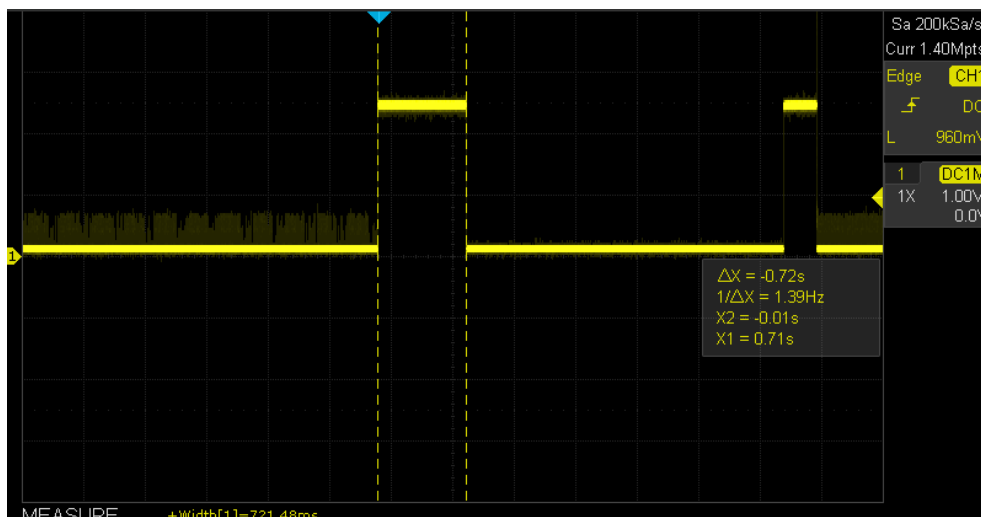 Sa 200kSa/s
Curr 1.40Mpts
Edge CH1
DC
L 960mV
1 DC1M
1X 1.00V
0.0V
1
ΔX = -0.72s
1/ΔX = 1.39Hz
X2 = -0.01s
X1 = 0.71s
MEASURE +Width[1]=721.48ms